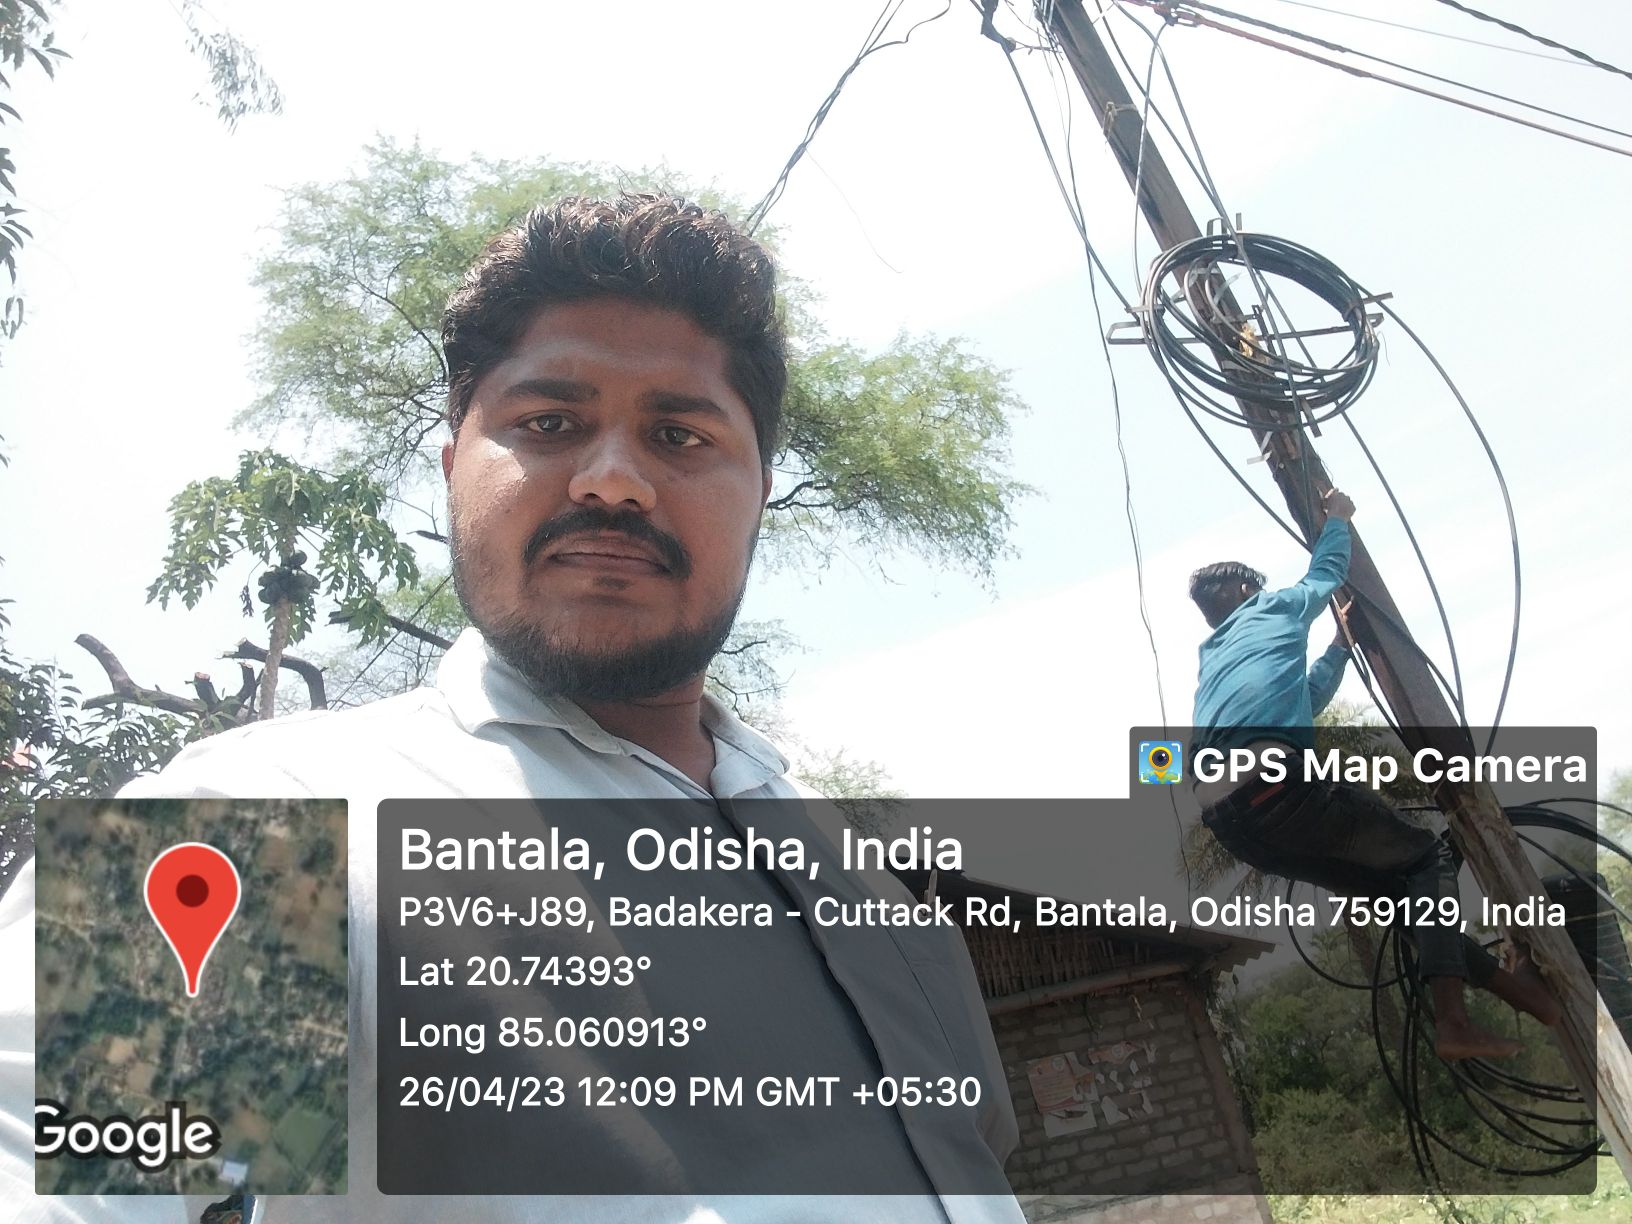 GPS Map Camera
Bantala, Odisha, India
P3V6+J89, Badakera - Cuttack Rd, Bantala, Odisha 759129, India
Lat 20.74393°
Long 85.060913°
26/04/23 12:09 PM GMT +05:30
Google